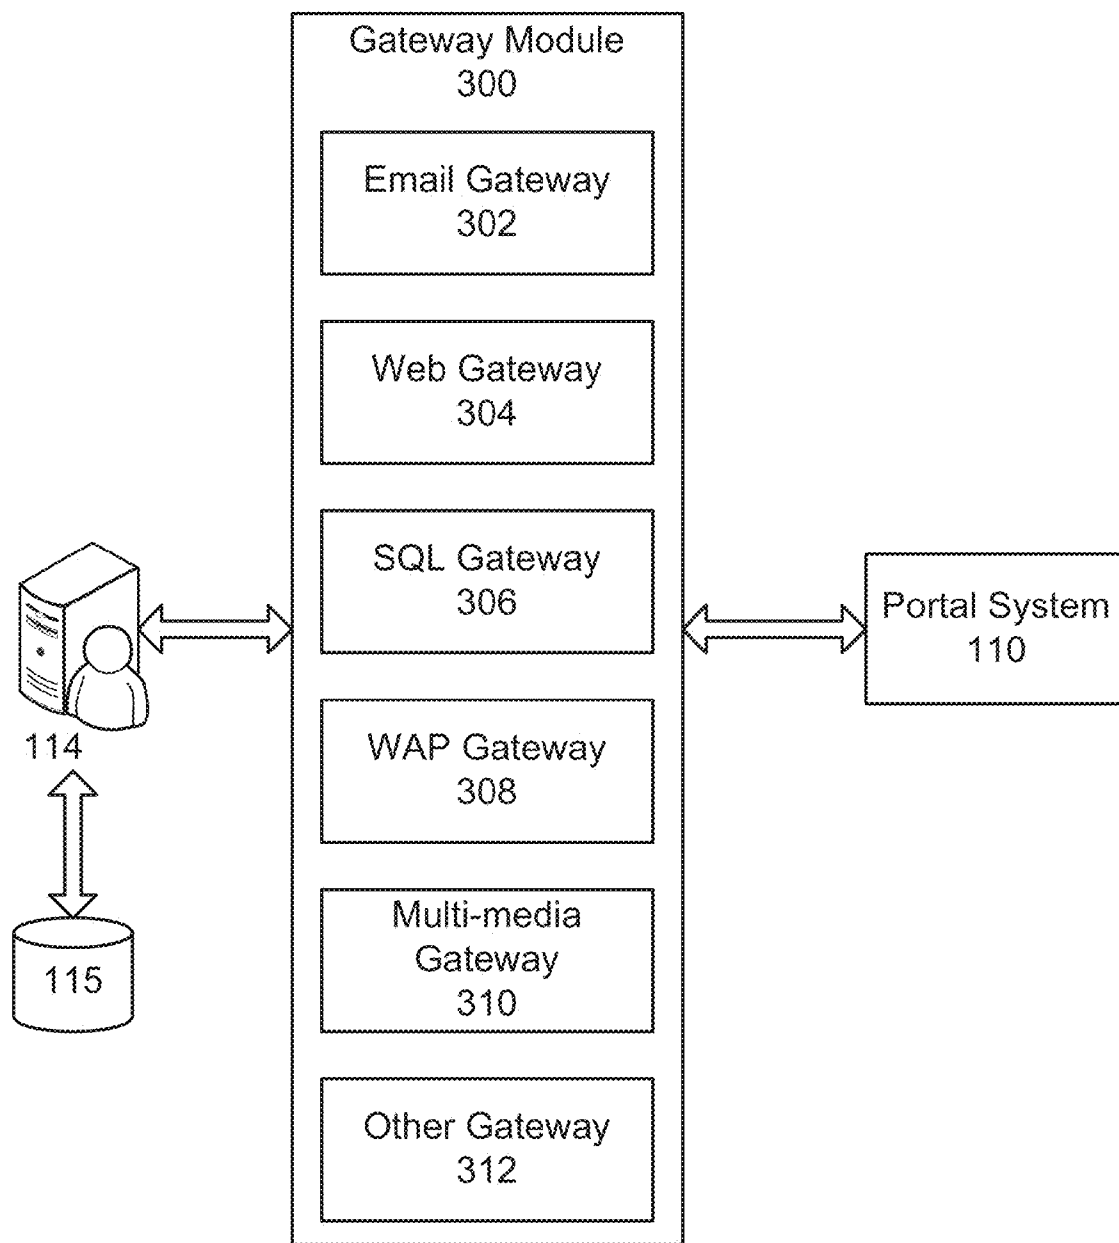 Gateway Module
300
Email Gateway
302
Web Gateway
304
SQL Gateway
306
WAP Gateway
308
Multi-media
Gateway
310
Other Gateway
312
114
115
Portal System
110